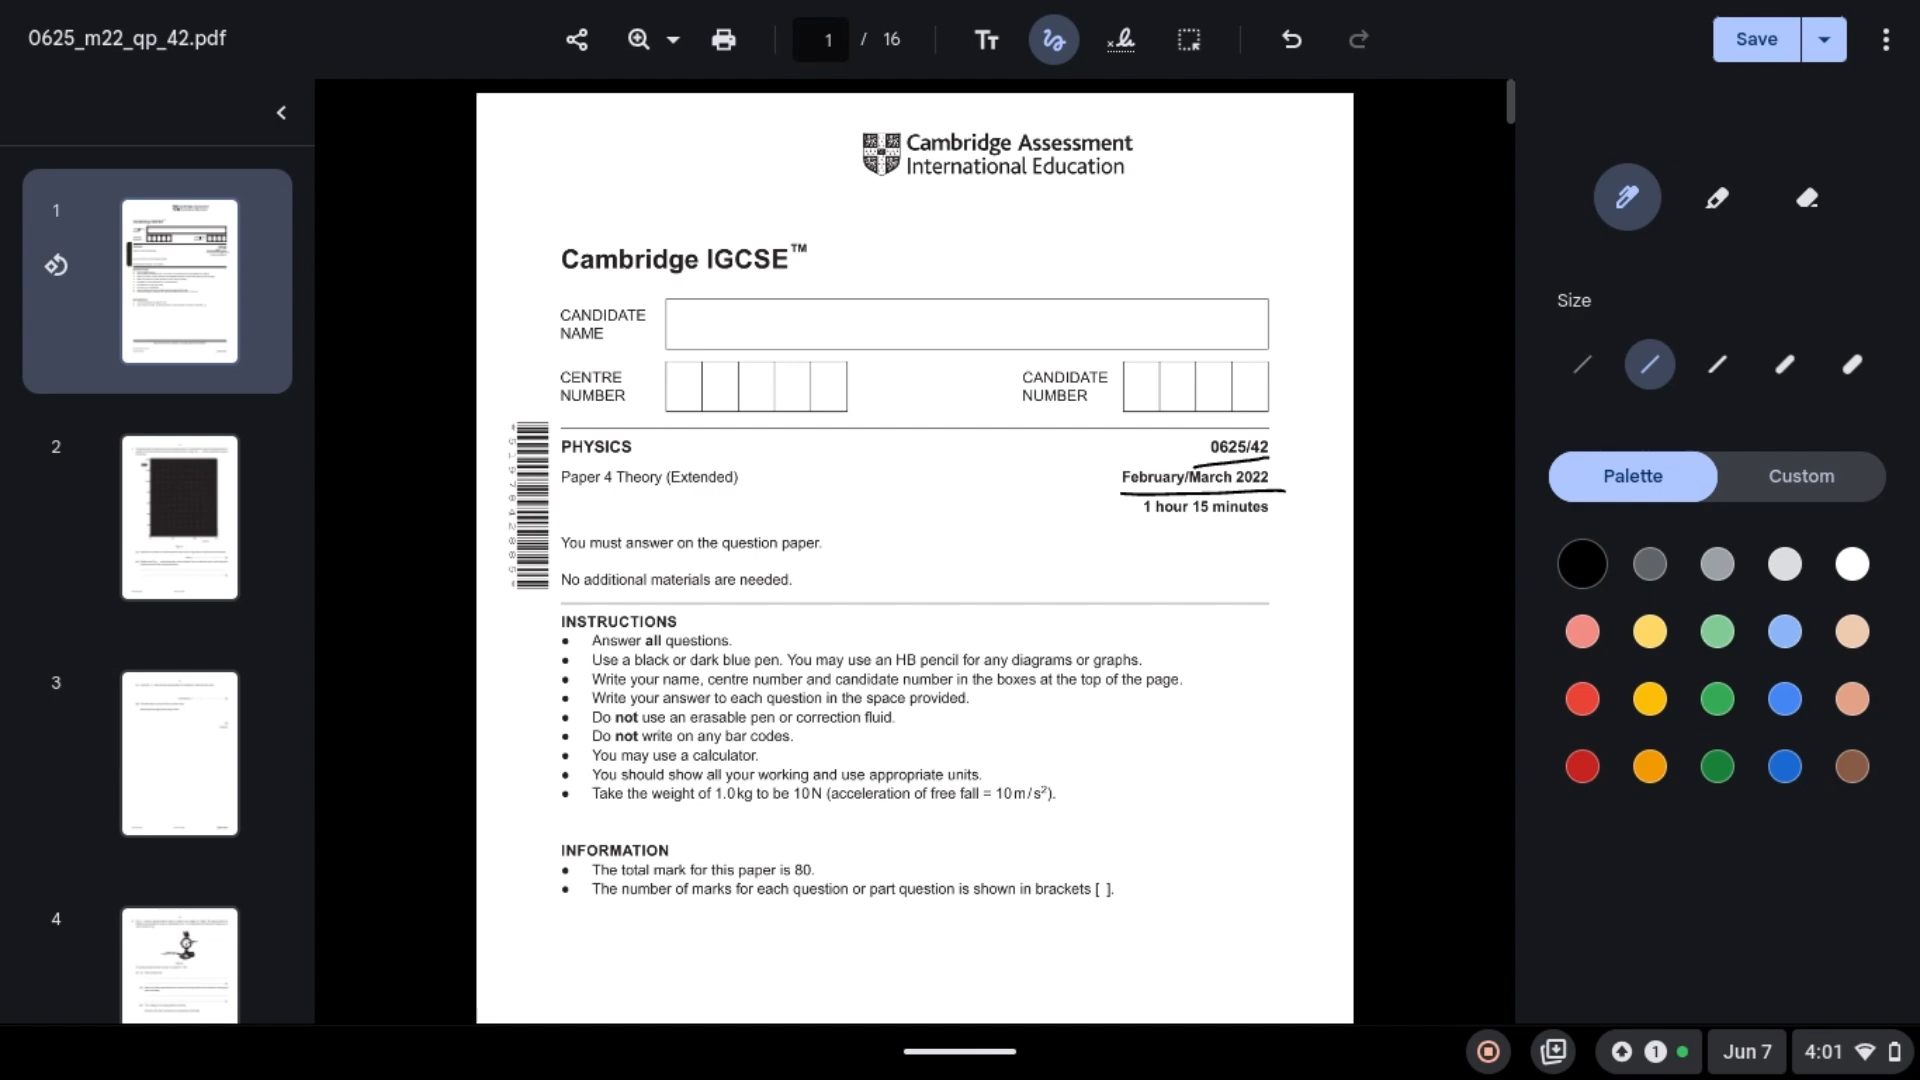 0625_m22_qp_42.pdf
1 / 16
Tт
Save
1
2
3
4
Cambridge Assessment
International Education
Cambridge IGCSE™
CANDIDATE
NAME
CENTRE
NUMBER
CANDIDATE
NUMBER
PHYSICS
0625/42
Paper 4 Theory (Extended)
February/March 2022
1 hour 15 minutes
You must answer on the question paper.
No additional materials are needed.
INSTRUCTIONS
● Answer all questions.
● Use a black or dark blue pen. You may use an HB pencil for any diagrams or graphs.
● Write your name, centre number and candidate number in the boxes at the top of the page.
● Write your answer to each question in the space provided.
● Do not use an erasable pen or correction fluid.
● Do not write on any bar codes.
● You may use a calculator.
● You should show all your working and use appropriate units.
● Take the weight of 1.0 kg to be 10 N (acceleration of free fall = 10 m/s²).
INFORMATION
● The total mark for this paper is 80.
● The number of marks for each question or part question is shown in brackets [ ].
Size
Palette
Custom
1
Jun 7
4:01